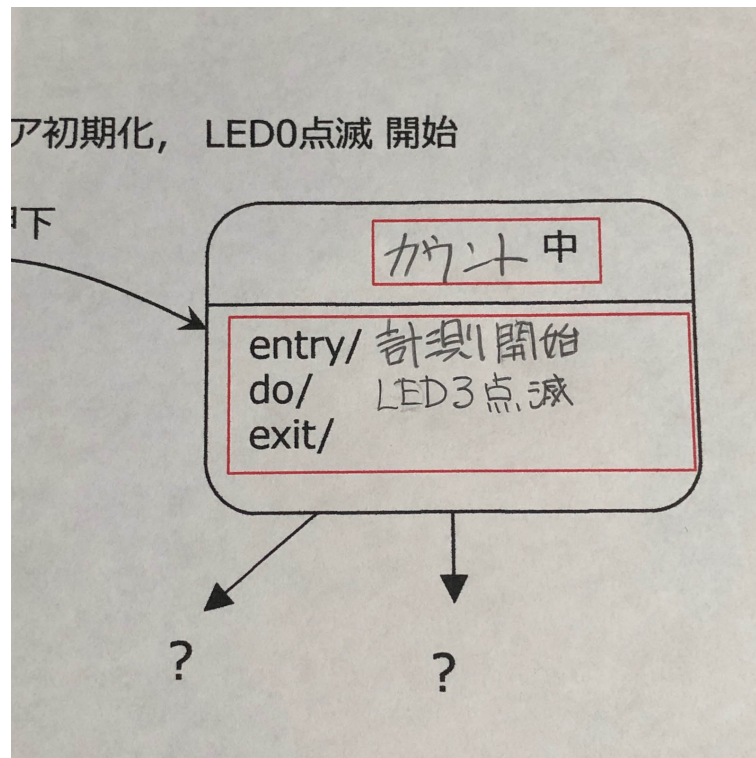 ア初期化, LED0点滅 開始
下
カウント 中
entry/ 計測開始
do/ LED3点滅
exit/
? ?